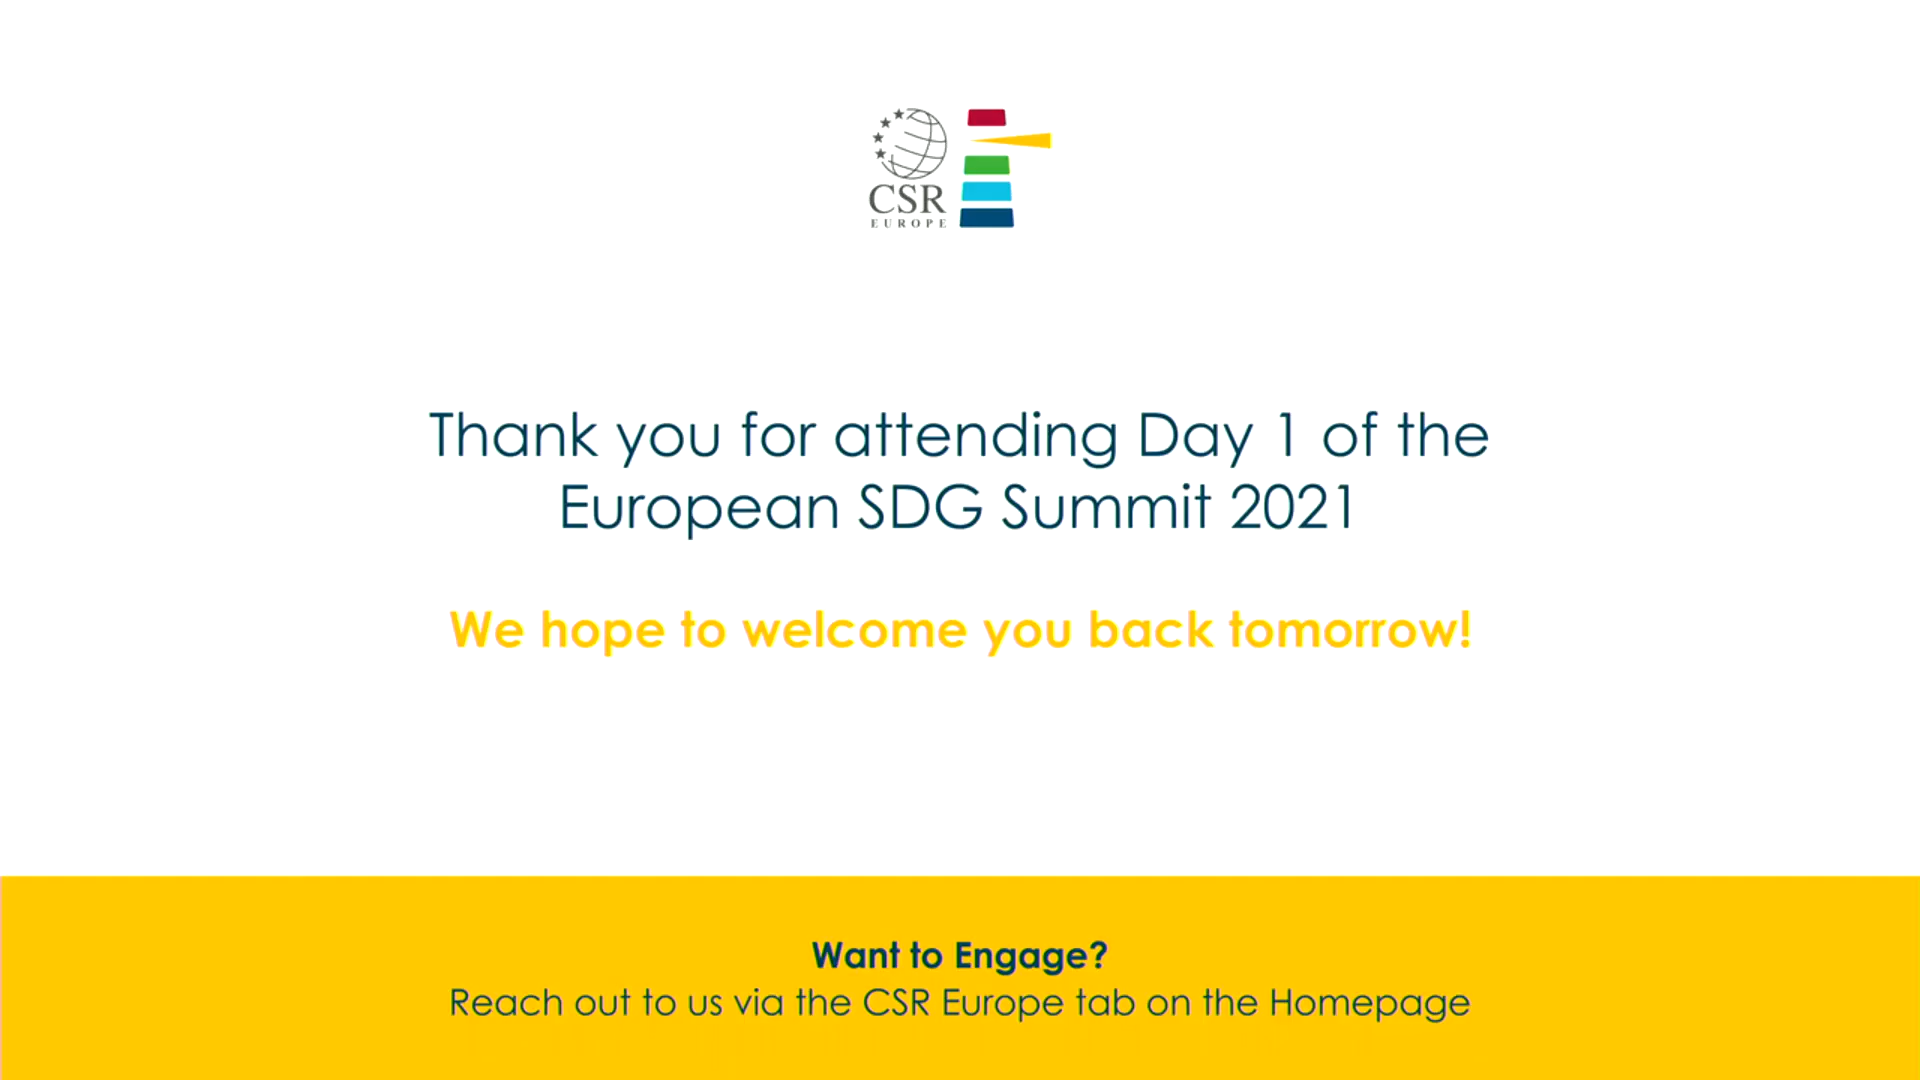 CSR
EUROPE
Thank you for attending Day 1 of the
European SDG Summit 2021
We hope to welcome you back tomorrow!
Want to Engage?
Reach out to us via the CSR Europe tab on the Homepage